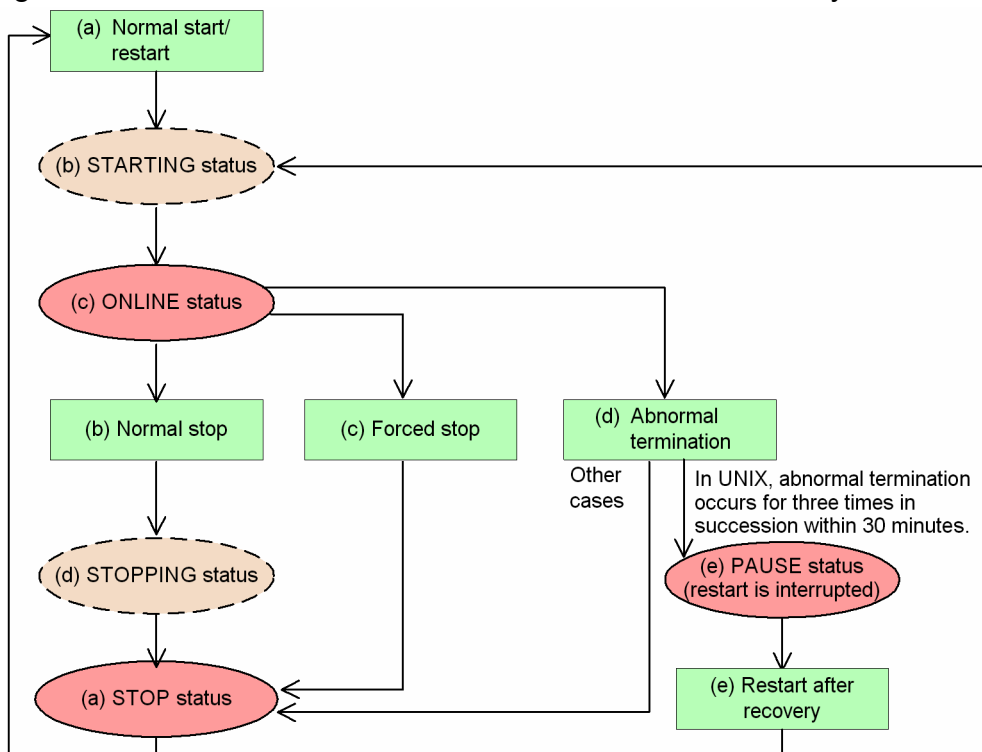 (a) Normal start/
restart
(b) STARTING status
(c) ONLINE status
(b) Normal stop
(c) Forced stop
(d) Abnormal
termination
Other
cases
In UNIX, abnormal termination
occurs for three times in
succession within 30 minutes.
(d) STOPPING status
(e) PAUSE status
(restart is interrupted)
(a) STOP status
(e) Restart after
recovery